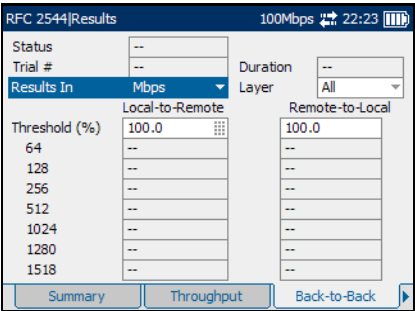 RFC 2544|Results 100Mbps 22:23
Status --
Trial # -- Duration --
Results In Mbps Layer All
Local-to-Remote Remote-to-Local
Threshold (%) 100.0 100.0
64 -- --
128 -- --
256 -- --
512 -- --
1024 -- --
1280 -- --
1518 -- --
Summary Throughput Back-to-Back